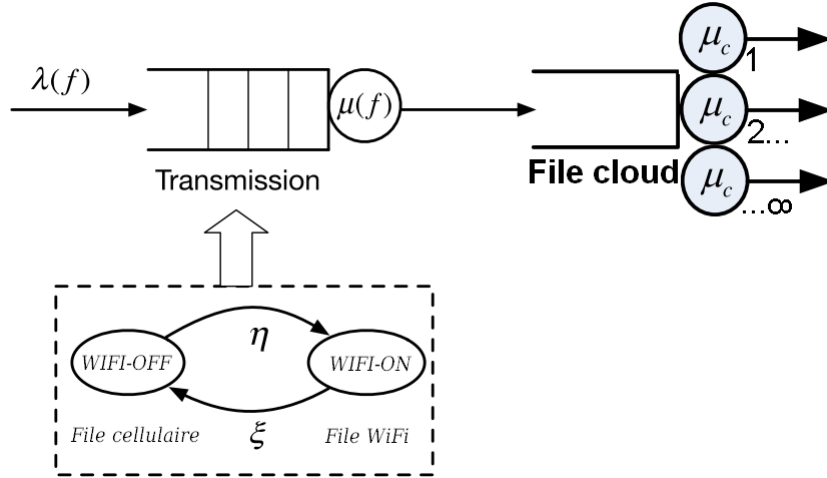 λ(f)
μ(f)
μc
1
μc
2...
μc
...∞
Transmission
File cloud
WIFI-OFF
η
WIFI-ON
File cellulaire
ξ
File WiFi